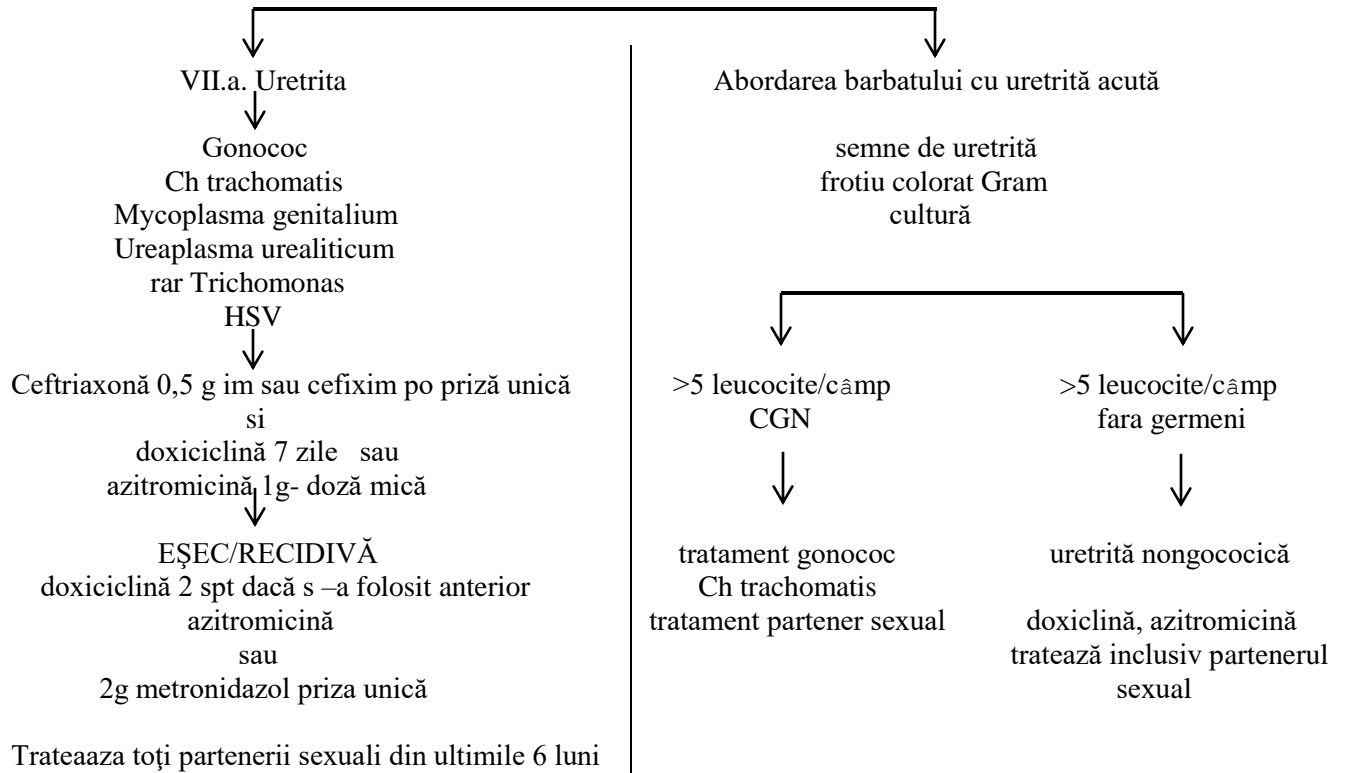 VII.a. Uretrita
Gonococ
Ch trachomatis
Mycoplasma genitalium
Ureaplasma urealiticum
rar Trichomonas
HSV
Ceftriaxonă 0,5 g im sau cefixim po priză unică
si
doxiciclină 7 zile sau
azitromicină 1g- doză mică
EŞEC/RECIDIVĂ
doxiciclină 2 spt dacă s –a folosit anterior
azitromicină
sau
2g metronidazol priza unică
Trateaaza toţi partenerii sexuali din ultimile 6 luni
Abordarea barbatului cu uretrită acută
semne de uretrită
frotiu colorat Gram
cultură
>5 leucocite/câmp
CGN
tratament gonococ
Ch trachomatis
tratament partener sexual
>5 leucocite/câmp
fara germeni
uretrită nongococică
doxiclină, azitromicină
tratează inclusiv partenerul
sexual